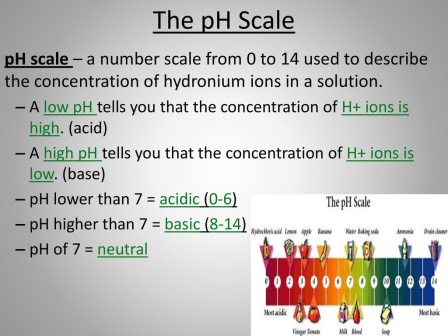 The pH Scale
pH scale – a number scale from 0 to 14 used to describe
the concentration of hydronium ions in a solution.
– A low pH tells you that the concentration of H+ ions is
high. (acid)
– A high pH tells you that the concentration of H+ ions is
low. (base)
– pH lower than 7 = acidic (0-6)
– pH higher than 7 = basic (8-14)
– pH of 7 = neutral
The pH Scale
Hydrochloric acid Lemon Apple Banana Water Baking soda Ammonia Drain cleaner
0 1 2 3 4 5 6 7 8 9 10 11 12 13 14
Most acidic Most basic
Vinegar Tomato Milk Blood Soap